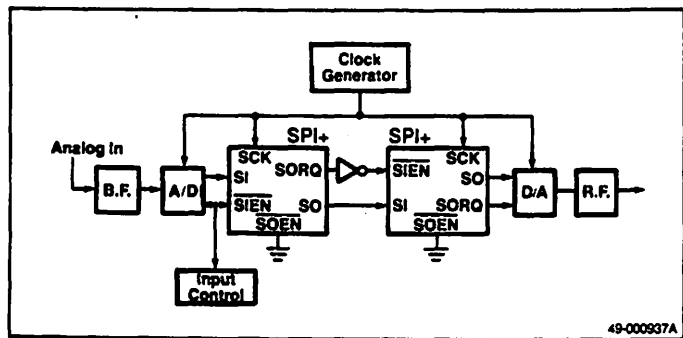 Clock
Generator
SPI+
SPI+
Analog in
B.F.
A/D
SCK
SI
SORQ
SIEN
SO
SOEN
SCK
SIEN
SO
SI
SORQ
SOEN
D/A
R.F.
Input
Control
49-000937A